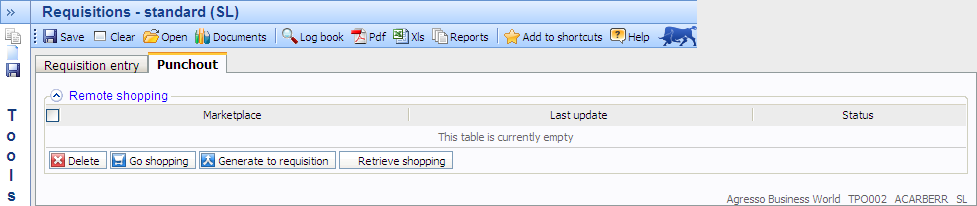 » Requisitions - standard (SL)
Save Clear Open Documents Log book Pdf Xls Reports Add to shortcuts Help
Requisition entry Punchout
Remote shopping
Marketplace Last update Status
This table is currently empty
Delete Go shopping Generate to requisition Retrieve shopping
Tools
Agresso Business World TPO002 ACARBERR SL